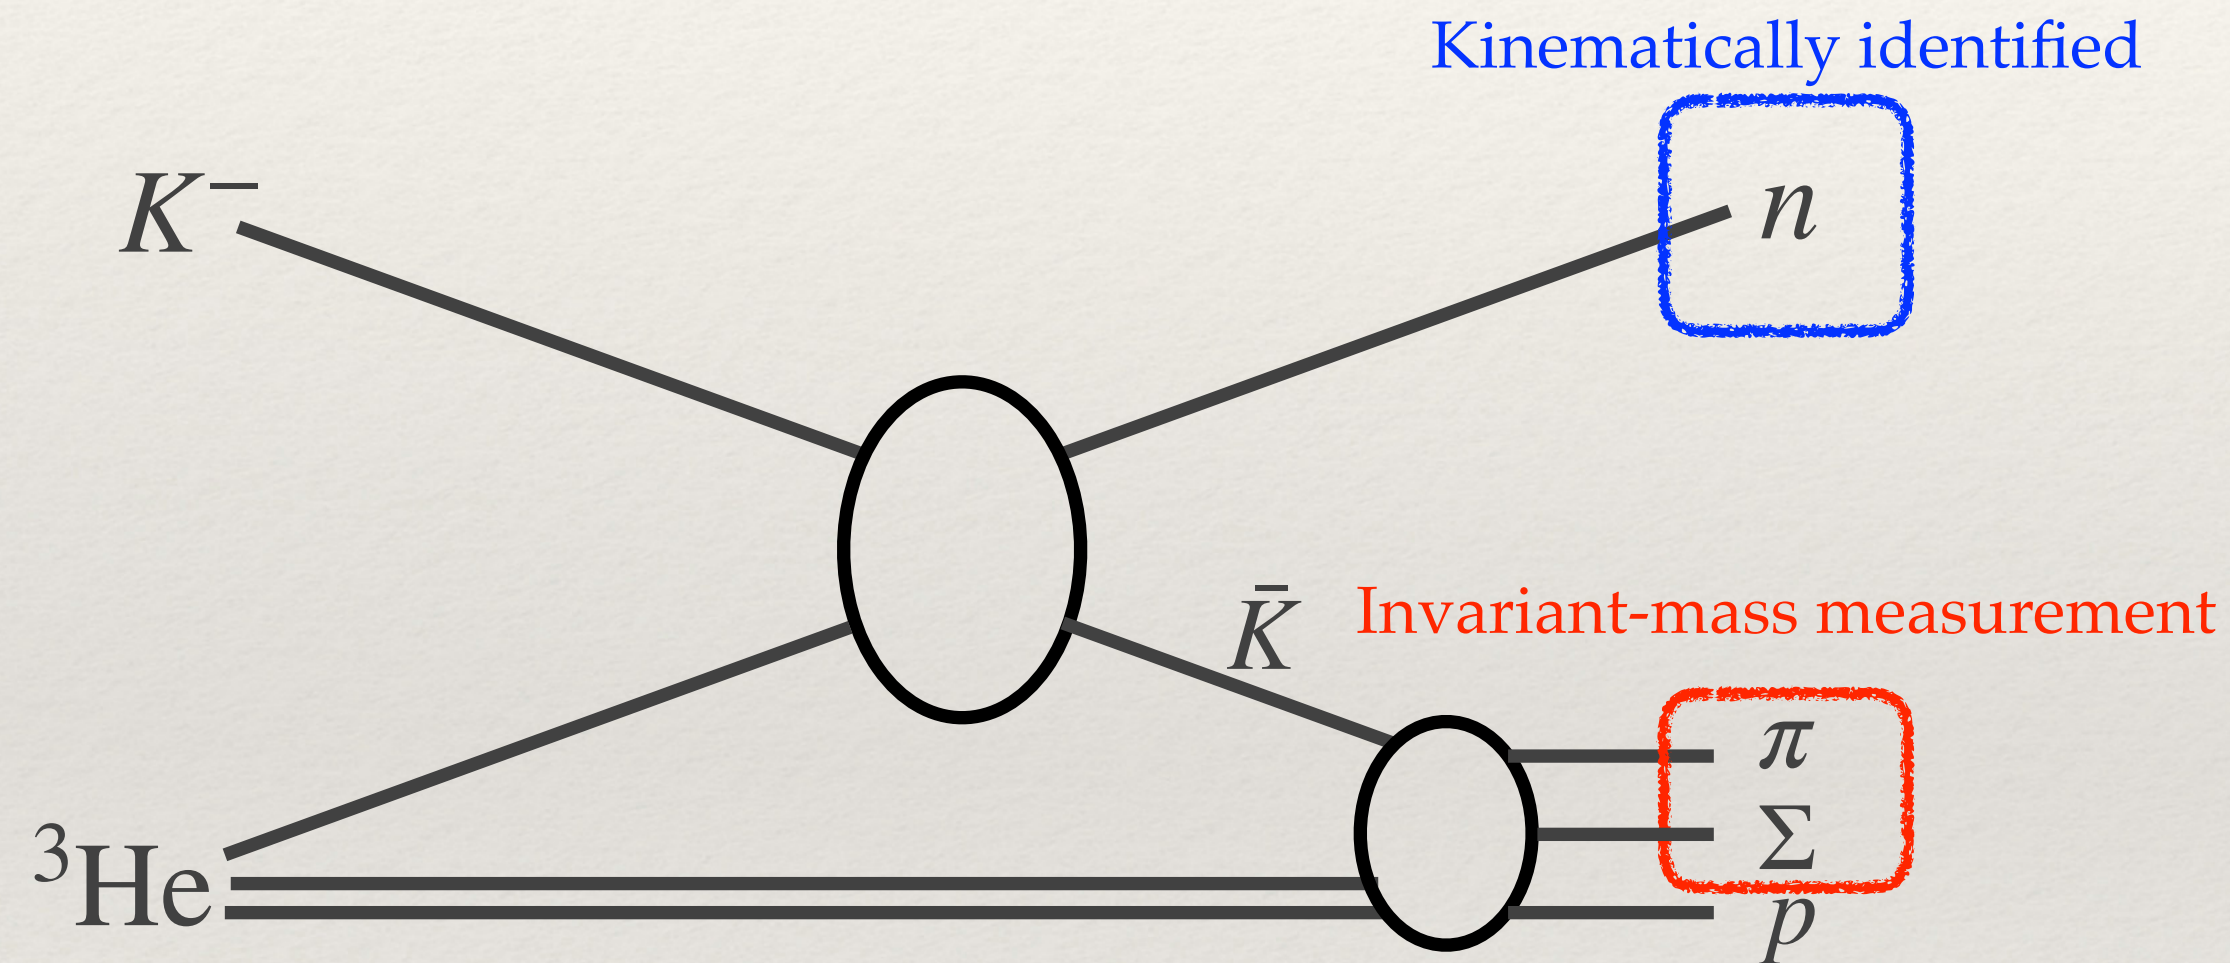 Kinematically identified
K⁻
n
K̄
Invariant-mass measurement
π
Σ
³He
p